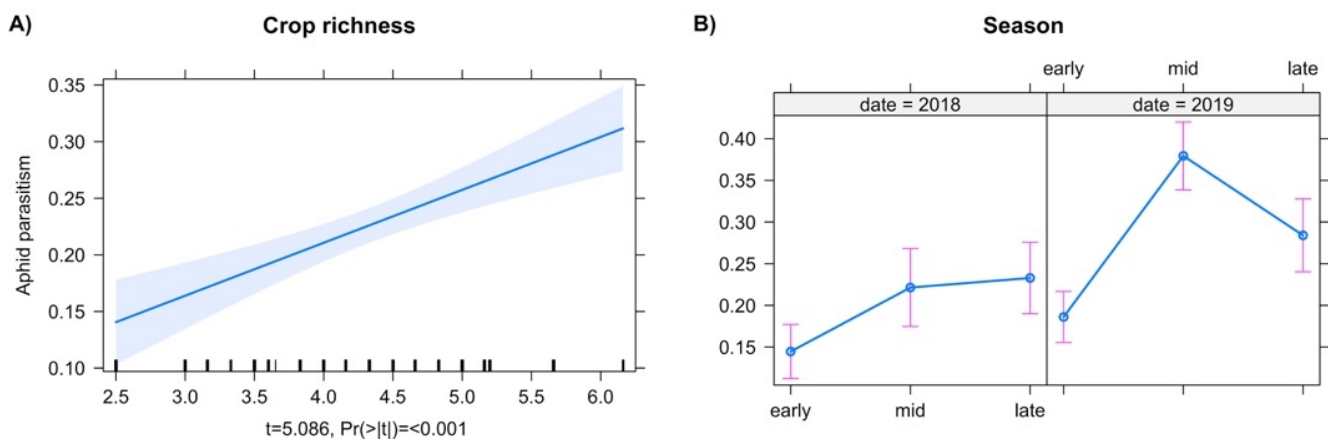 A) Crop richness
Aphid parasitism
0.35
0.30
0.25
0.20
0.15
0.10
2.5 3.0 3.5 4.0 4.5 5.0 5.5 6.0
t=5.086, Pr(>|t|)=<0.001
B) Season
early mid late
date = 2018 date = 2019
0.40
0.35
0.30
0.25
0.20
0.15
early mid late